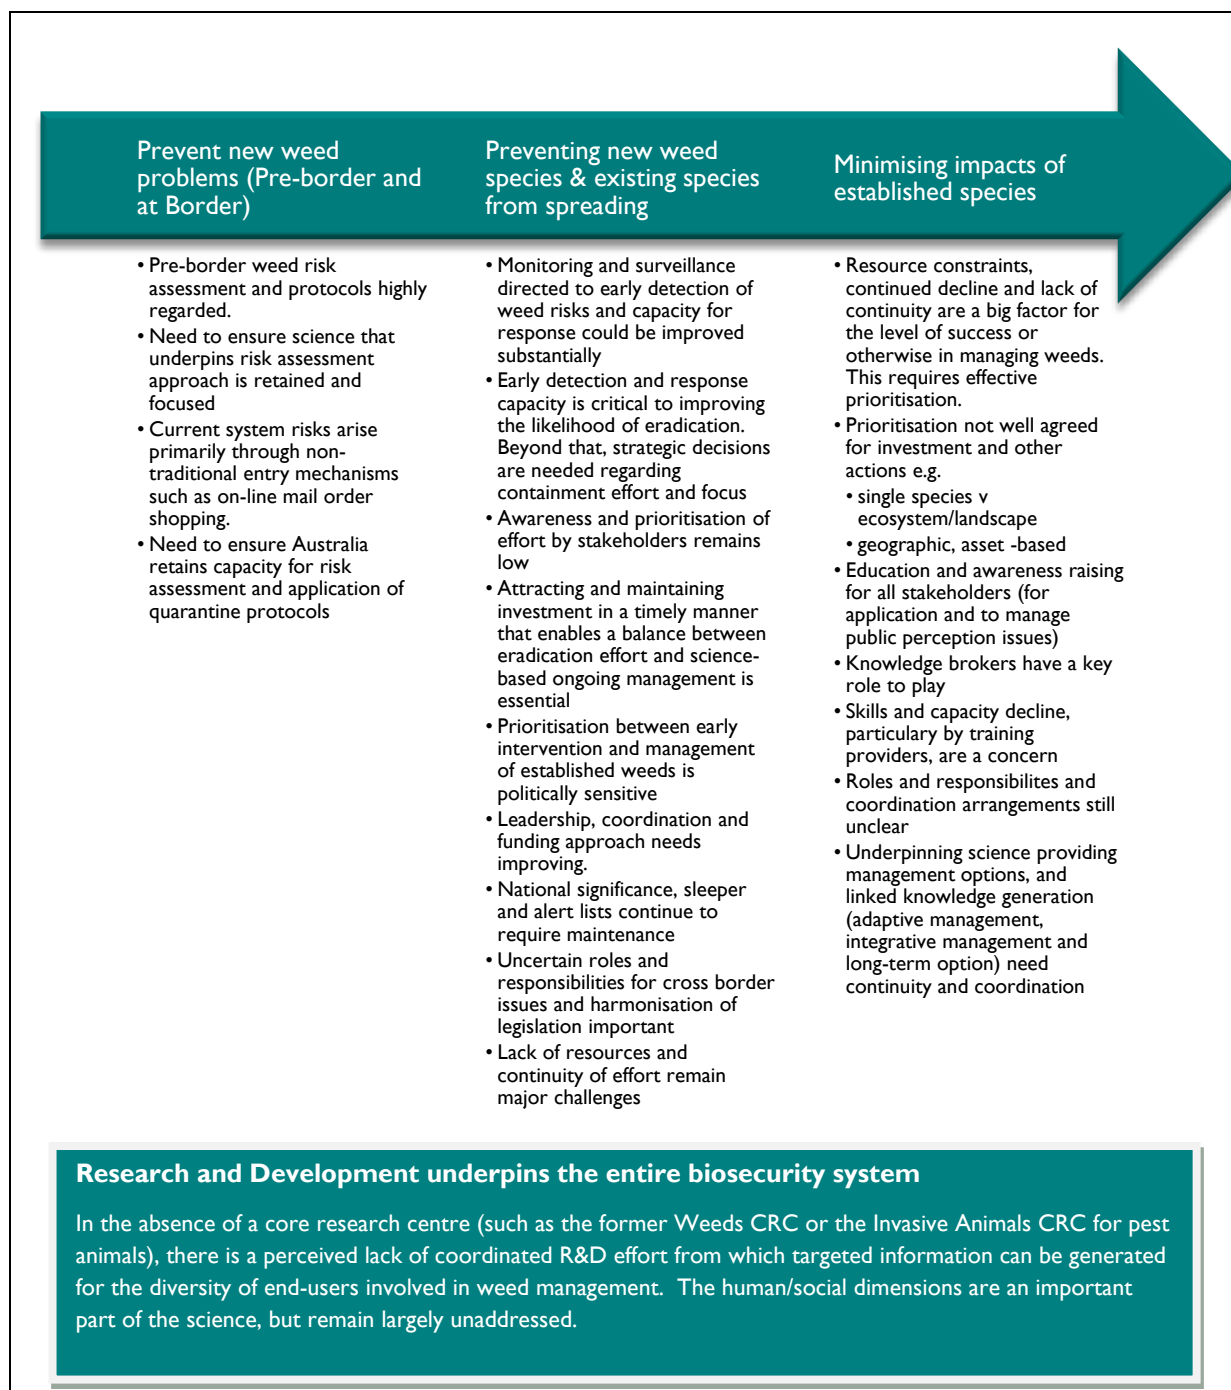 Prevent new weed
problems (Pre-border and
at Border)
• Pre-border weed risk
assessment and protocols highly
regarded.
• Need to ensure science that
underpins risk assessment
approach is retained and
focused
• Current system risks arise
primarily through non-
traditional entry mechanisms
such as on-line mail order
shopping.
• Need to ensure Australia
retains capacity for risk
assessment and application of
quarantine protocols
Preventing new weed
species & existing species
from spreading
• Monitoring and surveillance
directed to early detection of
weed risks and capacity for
response could be improved
substantially
• Early detection and response
capacity is critical to improving
the likelihood of eradication.
Beyond that, strategic decisions
are needed regarding
containment effort and focus
• Awareness and prioritisation of
effort by stakeholders remains
low
• Attracting and maintaining
investment in a timely manner
that enables a balance between
eradication effort and science-
based ongoing management is
essential
• Prioritisation between early
intervention and management
of established weeds is
politically sensitive
• Leadership, coordination and
funding approach needs
improving.
• National significance, sleeper
and alert lists continue to
require maintenance
• Uncertain roles and
responsibilities for cross border
issues and harmonisation of
legislation important
• Lack of resources and
continuity of effort remain
major challenges
Minimising impacts of
established species
• Resource constraints,
continued decline and lack of
continuity are a big factor for
the level of success or
otherwise in managing weeds.
This requires effective
prioritisation.
• Prioritisation not well agreed
for investment and other
actions e.g.
• single species v
ecosystem/landscape
• geographic, asset -based
• Education and awareness raising
for all stakeholders (for
application and to manage
public perception issues)
• Knowledge brokers have a key
role to play
• Skills and capacity decline,
particulary by training
providers, are a concern
• Roles and responsibilites and
coordination arrangements still
unclear
• Underpinning science providing
management options, and
linked knowledge generation
(adaptive management,
integrative management and
long-term option) need
continuity and coordination
Research and Development underpins the entire biosecurity system
In the absence of a core research centre (such as the former Weeds CRC or the Invasive Animals CRC for pest
animals), there is a perceived lack of coordinated R&D effort from which targeted information can be generated
for the diversity of end-users involved in weed management.  The human/social dimensions are an important
part of the science, but remain largely unaddressed.